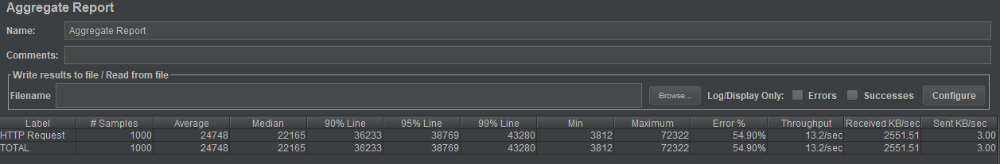 Aggregate Report
Name: Aggregate Report
Comments:
Write results to file / Read from file
Filename Browse... Log/Display Only: Errors Successes Configure
Label # Samples Average Median 90% Line 95% Line 99% Line Min Maximum Error % Throughput Received KB/sec Sent KB/sec
HTTP Request 1000 24748 22165 36233 38769 43280 3812 72322 54.90% 13.2/sec 2551.51 3.00
TOTAL 1000 24748 22165 36233 38769 43280 3812 72322 54.90% 13.2/sec 2551.51 3.00